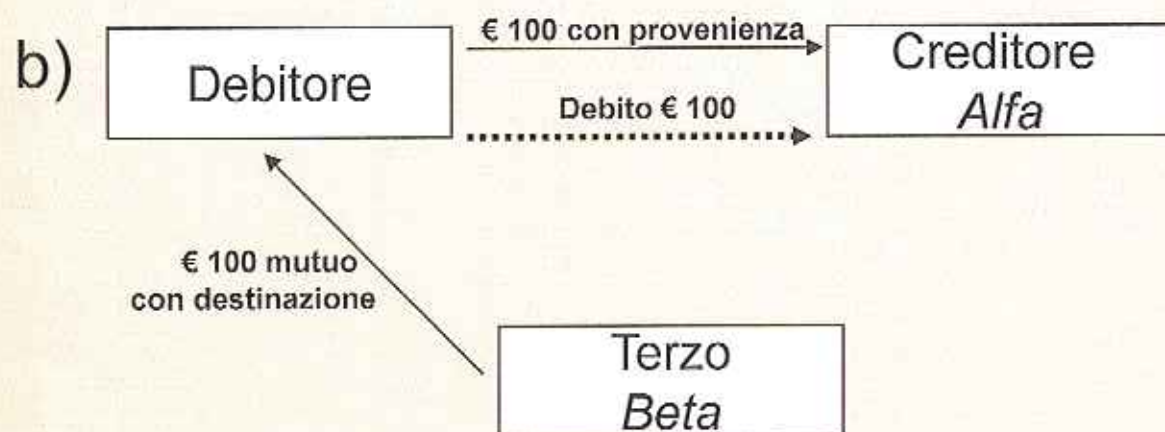 b)
Debitore
€ 100 con provenienza
Debito € 100
Creditore
Alfa
€ 100 mutuo
con destinazione
Terzo
Beta